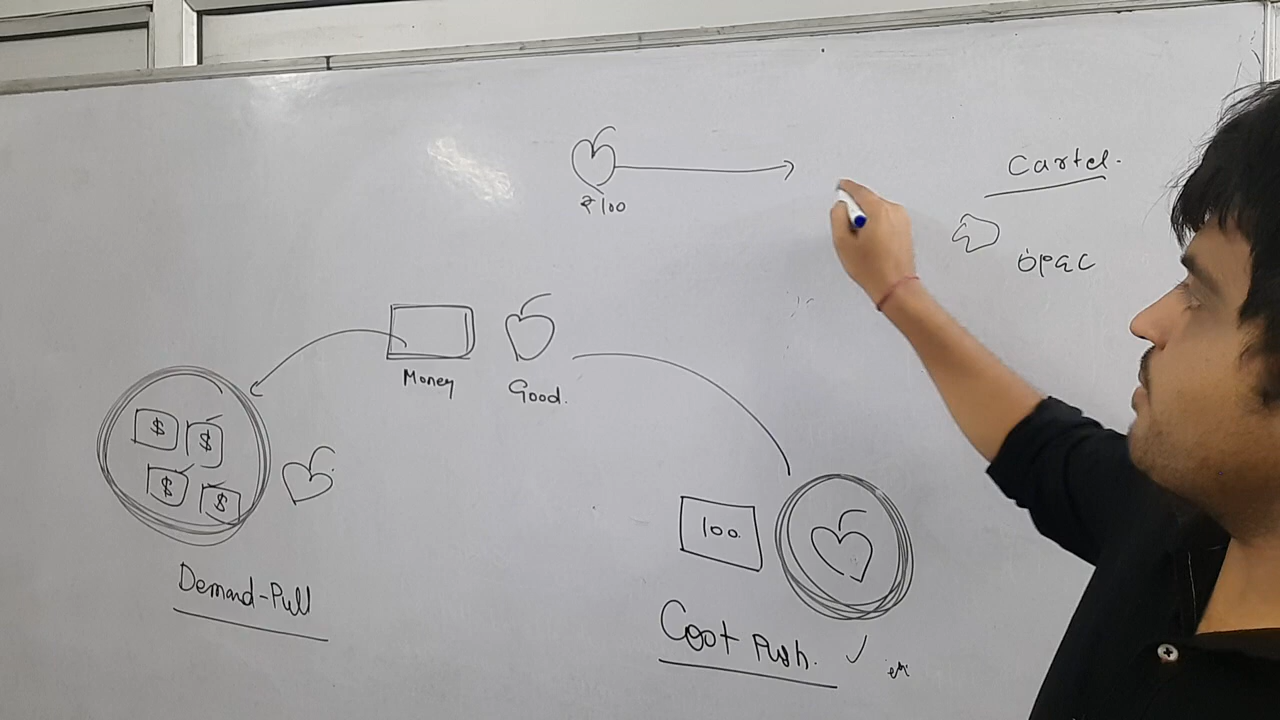 Cartel.
₹100
OPEC
Money
Good.
$
$
$
$
100
Demand-Pull
Cost Push.